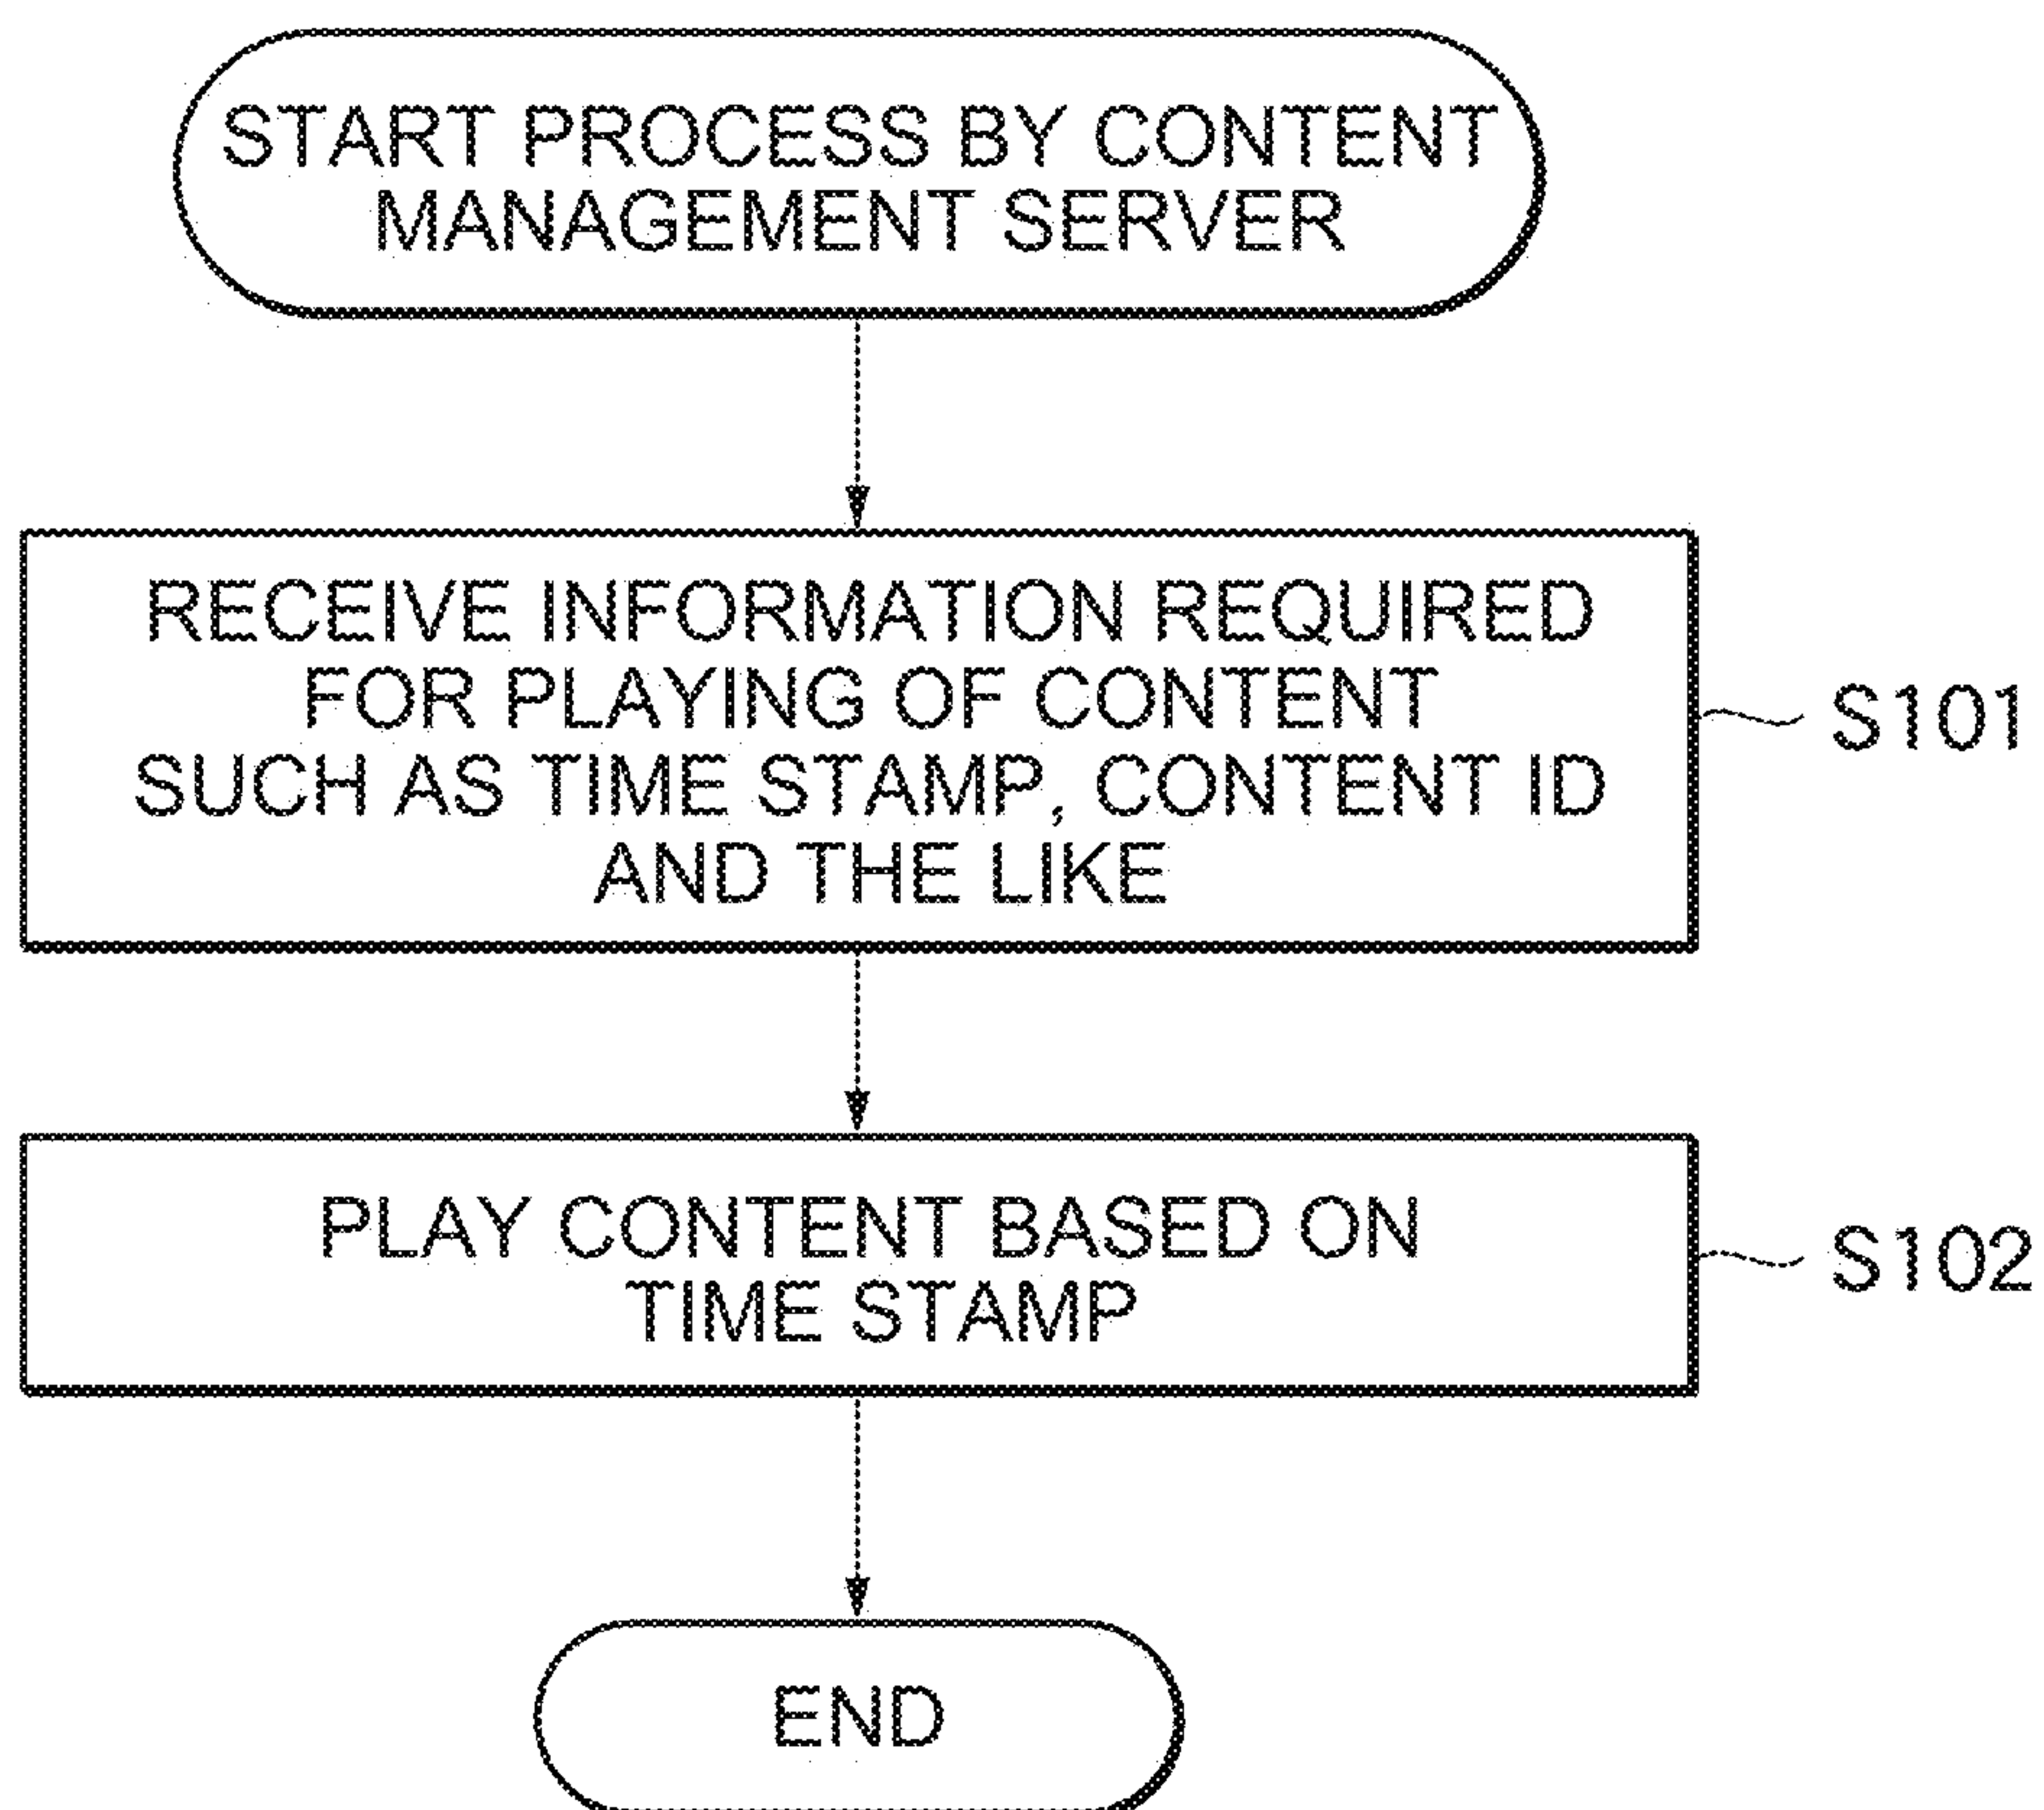 START PROCESS BY CONTENT
MANAGEMENT SERVER
RECEIVE INFORMATION REQUIRED
FOR PLAYING OF CONTENT
SUCH AS TIME STAMP, CONTENT ID
AND THE LIKE
S101
PLAY CONTENT BASED ON
TIME STAMP
S102
END